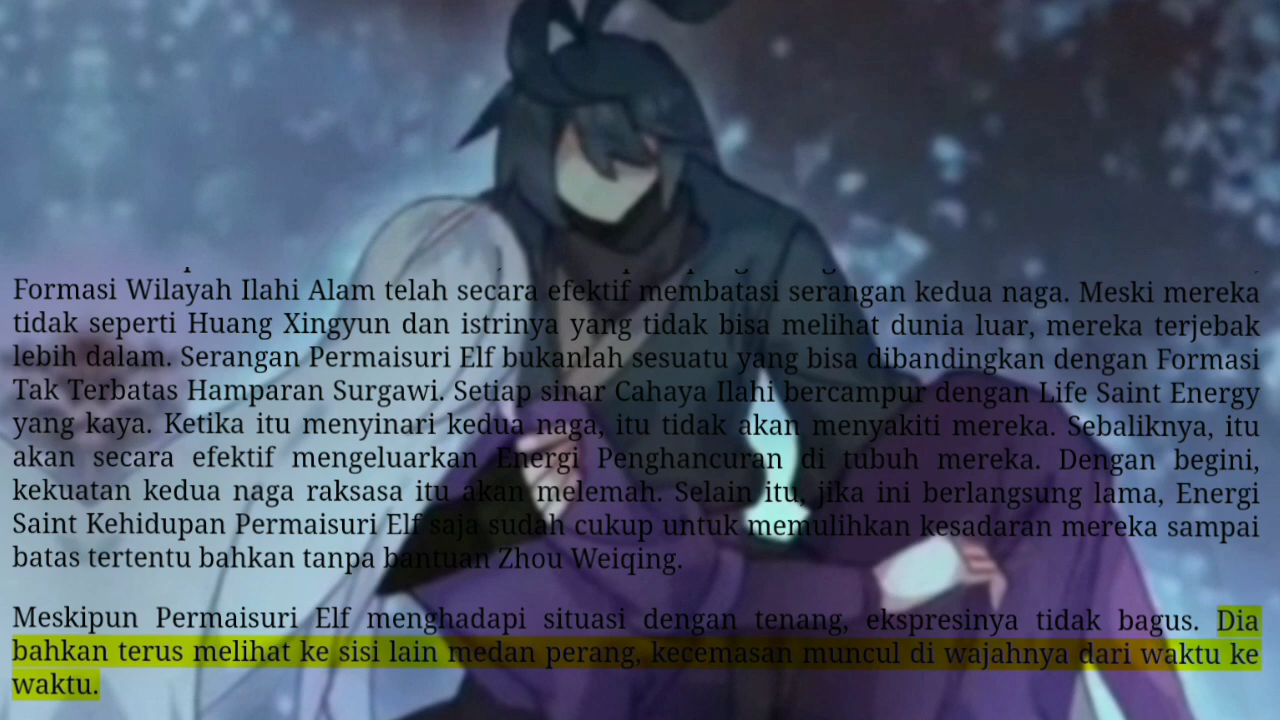 Formasi Wilayah Ilahi Alam telah secara efektif membatasi serangan kedua naga. Meski mereka
tidak seperti Huang Xingyun dan istrinya yang tidak bisa melihat dunia luar, mereka terjebak
lebih dalam. Serangan Permaisuri Elf bukanlah sesuatu yang bisa dibandingkan dengan Formasi
Tak Terbatas Hamparan Surgawi. Setiap sinar Cahaya Ilahi bercampur dengan Life Saint Energy
yang kaya. Ketika itu menyinari kedua naga, itu tidak akan menyakiti mereka. Sebaliknya, itu
akan secara efektif mengeluarkan Energi Penghancuran di tubuh mereka. Dengan begini,
kekuatan kedua naga raksasa itu akan melemah. Selain itu, jika ini berlangsung lama, Energi
Saint Kehidupan Permaisuri Elf saja sudah cukup untuk memulihkan kesadaran mereka sampai
batas tertentu bahkan tanpa bantuan Zhou Weiqing.
Meskipun Permaisuri Elf menghadapi situasi dengan tenang, ekspresinya tidak bagus. Dia
bahkan terus melihat ke sisi lain medan perang, kecemasan muncul di wajahnya dari waktu ke
waktu.